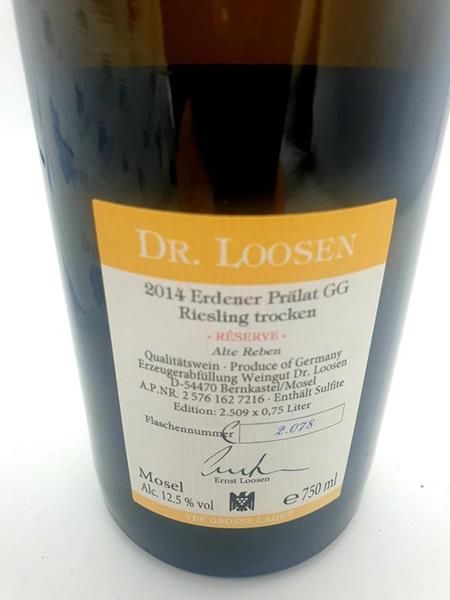 DR. LOOSEN
2014 Erdener Prälat GG
Riesling trocken
· RÉSERVE ·
Alte Reben
Qualitätswein · Produce of Germany
Erzeugerabfüllung Weingut Dr. Loosen
D-54470 Bernkastel/Mosel
A.P.NR. 2 576 162 7216 · Enthält Sulfite
Edition: 2.509 x 0,75 Liter
Flaschennummer 2.078
Ernst Loosen
Mosel
Alc. 12.5 % vol
e 750 ml
VDP. GROSSE LAGE®